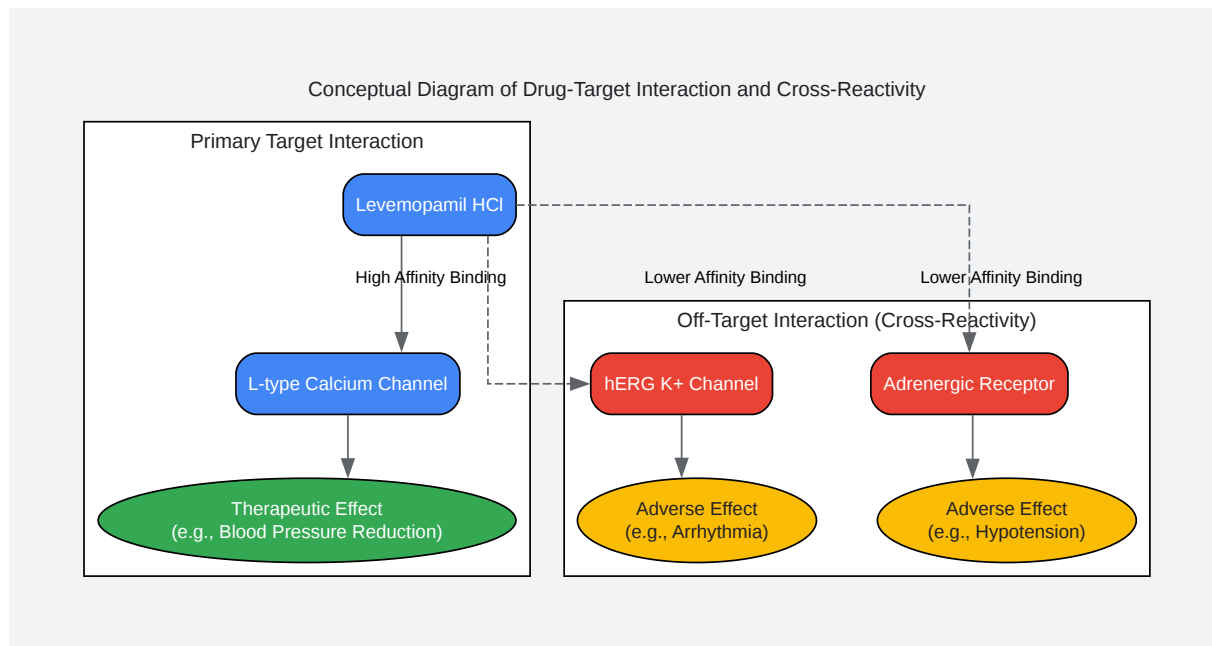 Conceptual Diagram of Drug-Target Interaction and Cross-Reactivity
Primary Target Interaction
Levemopamil HCl
High Affinity Binding
Lower Affinity Binding
Lower Affinity Binding
Off-Target Interaction (Cross-Reactivity)
L-type Calcium Channel
hERG K+ Channel
Adrenergic Receptor
Therapeutic Effect
(e.g., Blood Pressure Reduction)
Adverse Effect
(e.g., Arrhythmia)
Adverse Effect
(e.g., Hypotension)